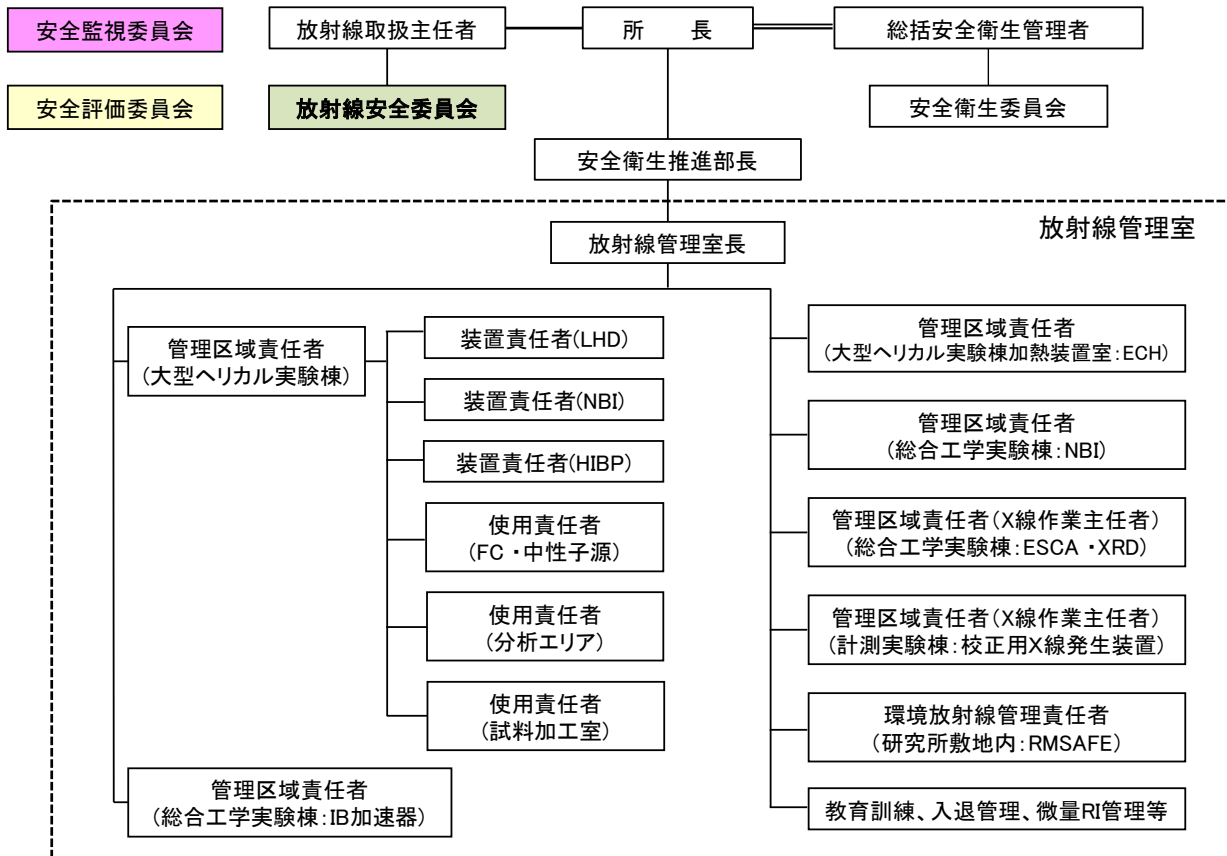 安全監視委員会
放射線取扱主任者
所　長
総括安全衛生管理者
安全評価委員会
放射線安全委員会
安全衛生委員会
安全衛生推進部長
放射線管理室
放射線管理室長
管理区域責任者
(大型ヘリカル実験棟)
装置責任者(LHD)
装置責任者(NBI)
装置責任者(HIBP)
使用責任者
(FC・中性子源)
使用責任者
(分析エリア)
使用責任者
(試料加工室)
管理区域責任者
(総合工学実験棟:IB加速器)
管理区域責任者
(大型ヘリカル実験棟加熱装置室:ECH)
管理区域責任者
(総合工学実験棟:NBI)
管理区域責任者(X線作業主任者)
(総合工学実験棟:ESCA・XRD)
管理区域責任者(X線作業主任者)
(計測実験棟:校正用X線発生装置)
環境放射線管理責任者
(研究所敷地内:RMSAFE)
教育訓練、入退管理、微量RI管理等